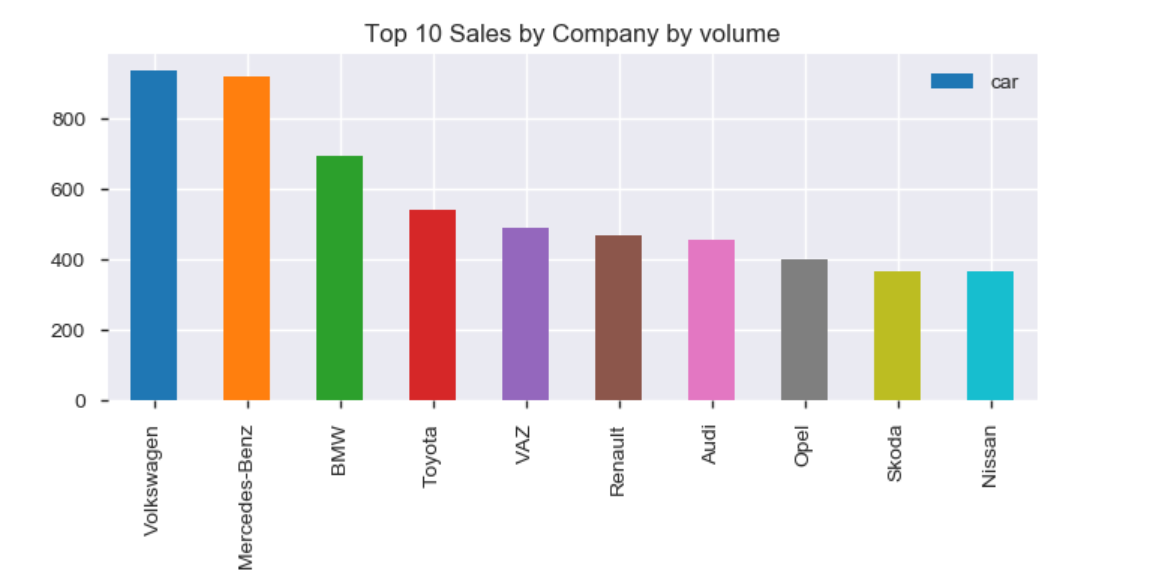 Top 10 Sales by Company by volume
car
800
600
400
200
0
Volkswagen
Mercedes-Benz
BMW
Toyota
VAZ
Renault
Audi
Opel
Skoda
Nissan